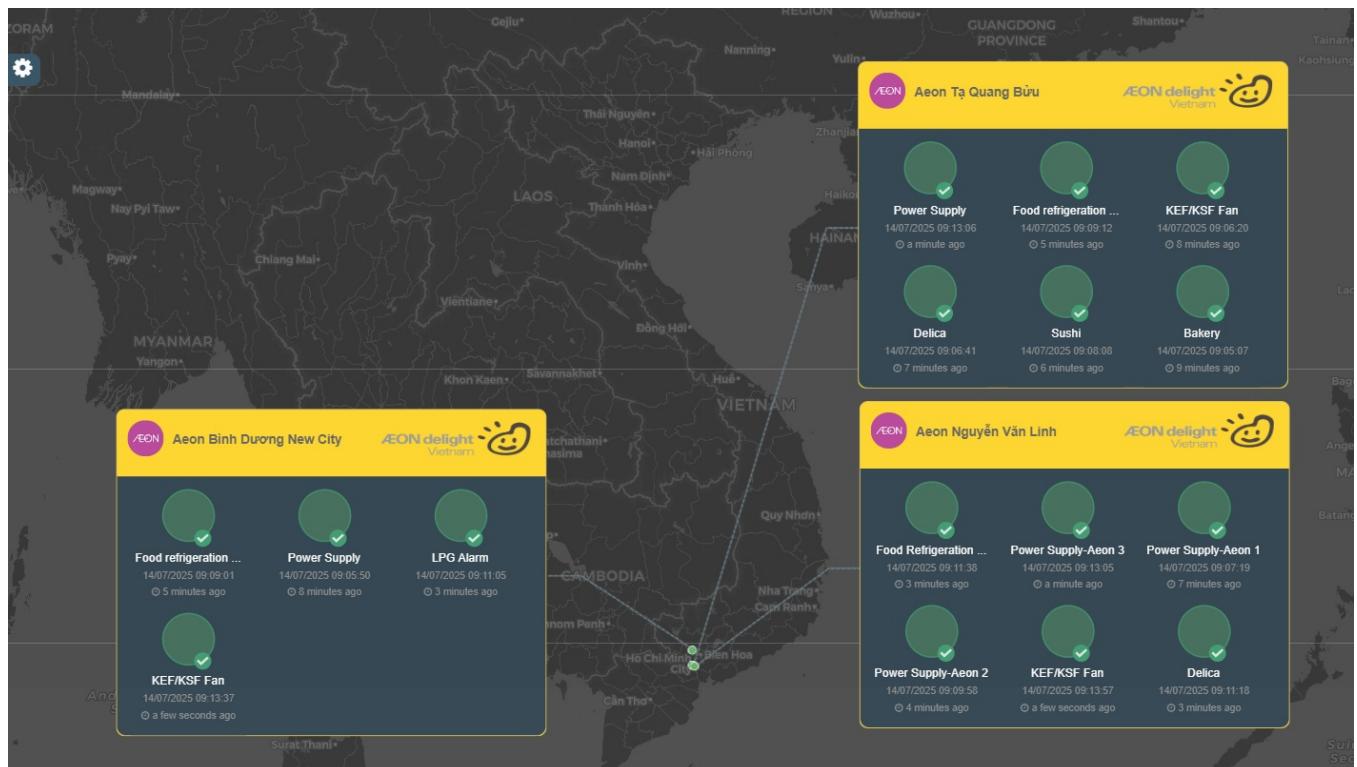 ZORAM
Gejiu
REGION
Wuzhou
GUANGDONG
PROVINCE
Shantou
Tainan
Kaohsiung
Nanning
Yulin
Mandalay
Thái Nguyên
Hanoi
Hải Phòng
Nam Định
Magway
Nay Pyi Taw
LAOS
Thanh Hóa
HAINAN
Pyay
Chiang Mai
Vinh
Sanya
Vientiane
Đồng Hới
MYANMAR
Yangon
Khon Kaen
Savannakhet
Huế
VIETNAM
Quy Nhơn
CAMBODIA
Nha Trang
Cam Ranh
Phnom Penh
Ho Chi Minh
City
Bien Hoa
Cần Thơ
Surat Thani
ÆON
Aeon Tạ Quang Bửu
ÆON delight
Vietnam
Power Supply
14/07/2025 09:13:06
a minute ago
Food refrigeration ...
14/07/2025 09:09:12
5 minutes ago
KEF/KSF Fan
14/07/2025 09:06:20
8 minutes ago
Delica
14/07/2025 09:06:41
7 minutes ago
Sushi
14/07/2025 09:08:08
6 minutes ago
Bakery
14/07/2025 09:05:07
9 minutes ago
ÆON
Aeon Bình Dương New City
ÆON delight
Vietnam
Food refrigeration ...
14/07/2025 09:09:01
5 minutes ago
Power Supply
14/07/2025 09:05:50
8 minutes ago
LPG Alarm
14/07/2025 09:11:05
3 minutes ago
KEF/KSF Fan
14/07/2025 09:13:37
a few seconds ago
ÆON
Aeon Nguyễn Văn Linh
ÆON delight
Vietnam
Food Refrigeration ...
14/07/2025 09:11:38
3 minutes ago
Power Supply-Aeon 3
14/07/2025 09:13:05
a minute ago
Power Supply-Aeon 1
14/07/2025 09:07:19
7 minutes ago
Power Supply-Aeon 2
14/07/2025 09:09:58
4 minutes ago
KEF/KSF Fan
14/07/2025 09:13:57
a few seconds ago
Delica
14/07/2025 09:11:18
3 minutes ago